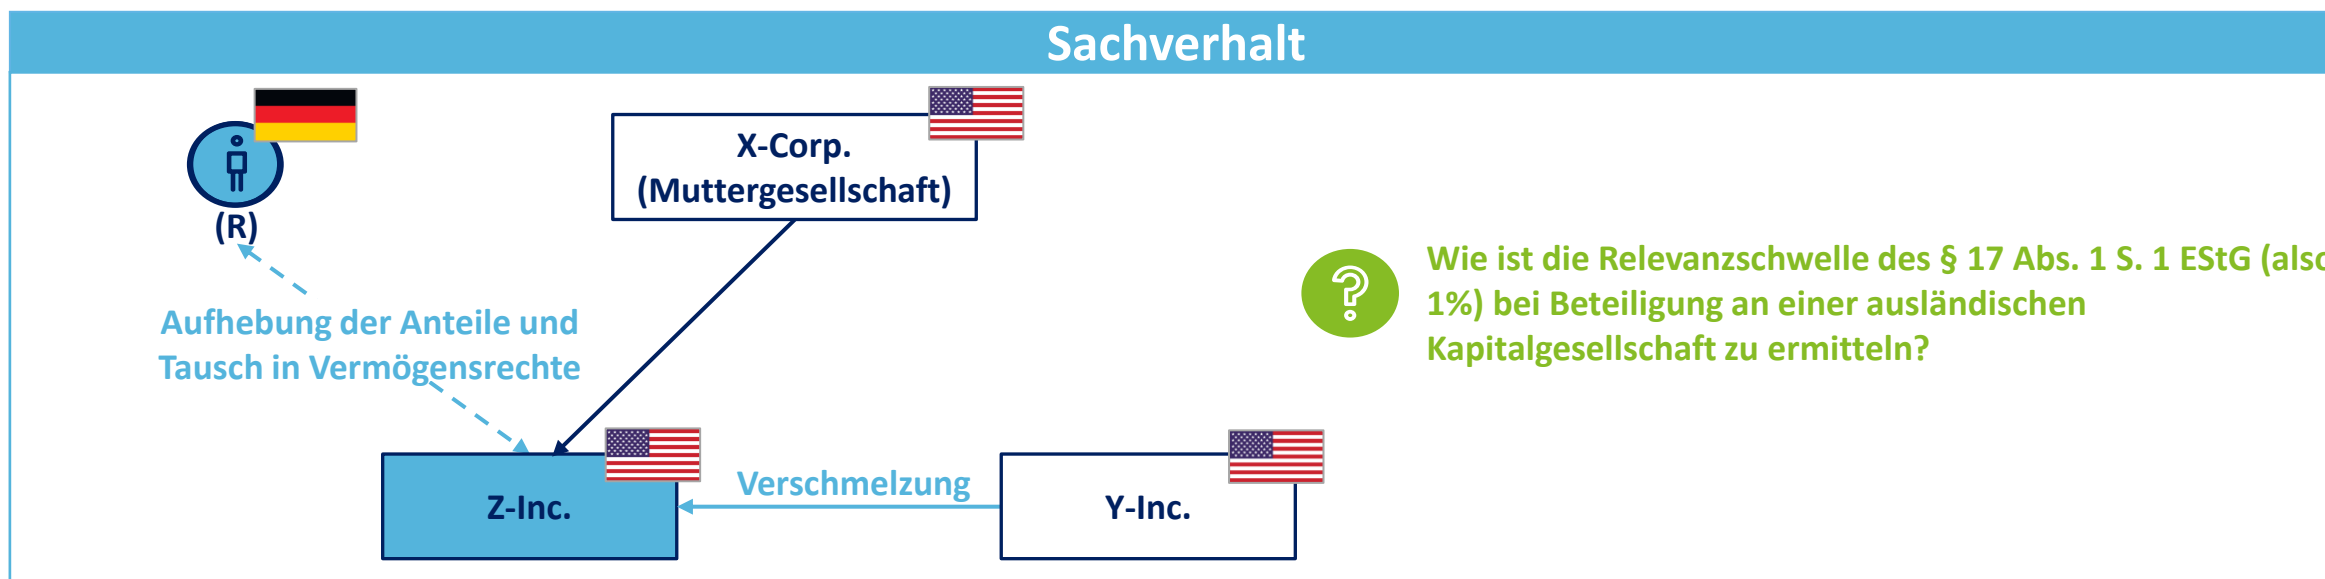 Sachverhalt
X-Corp.
(Muttergesellschaft)
(R)
Wie ist die Relevanzschwelle des § 17 Abs. 1 S. 1 EStG (also
1%) bei Beteiligung an einer ausländischen
Kapitalgesellschaft zu ermitteln?
Aufhebung der Anteile und
Tausch in Vermögensrechte
Verschmelzung
Z-Inc.
Y-Inc.